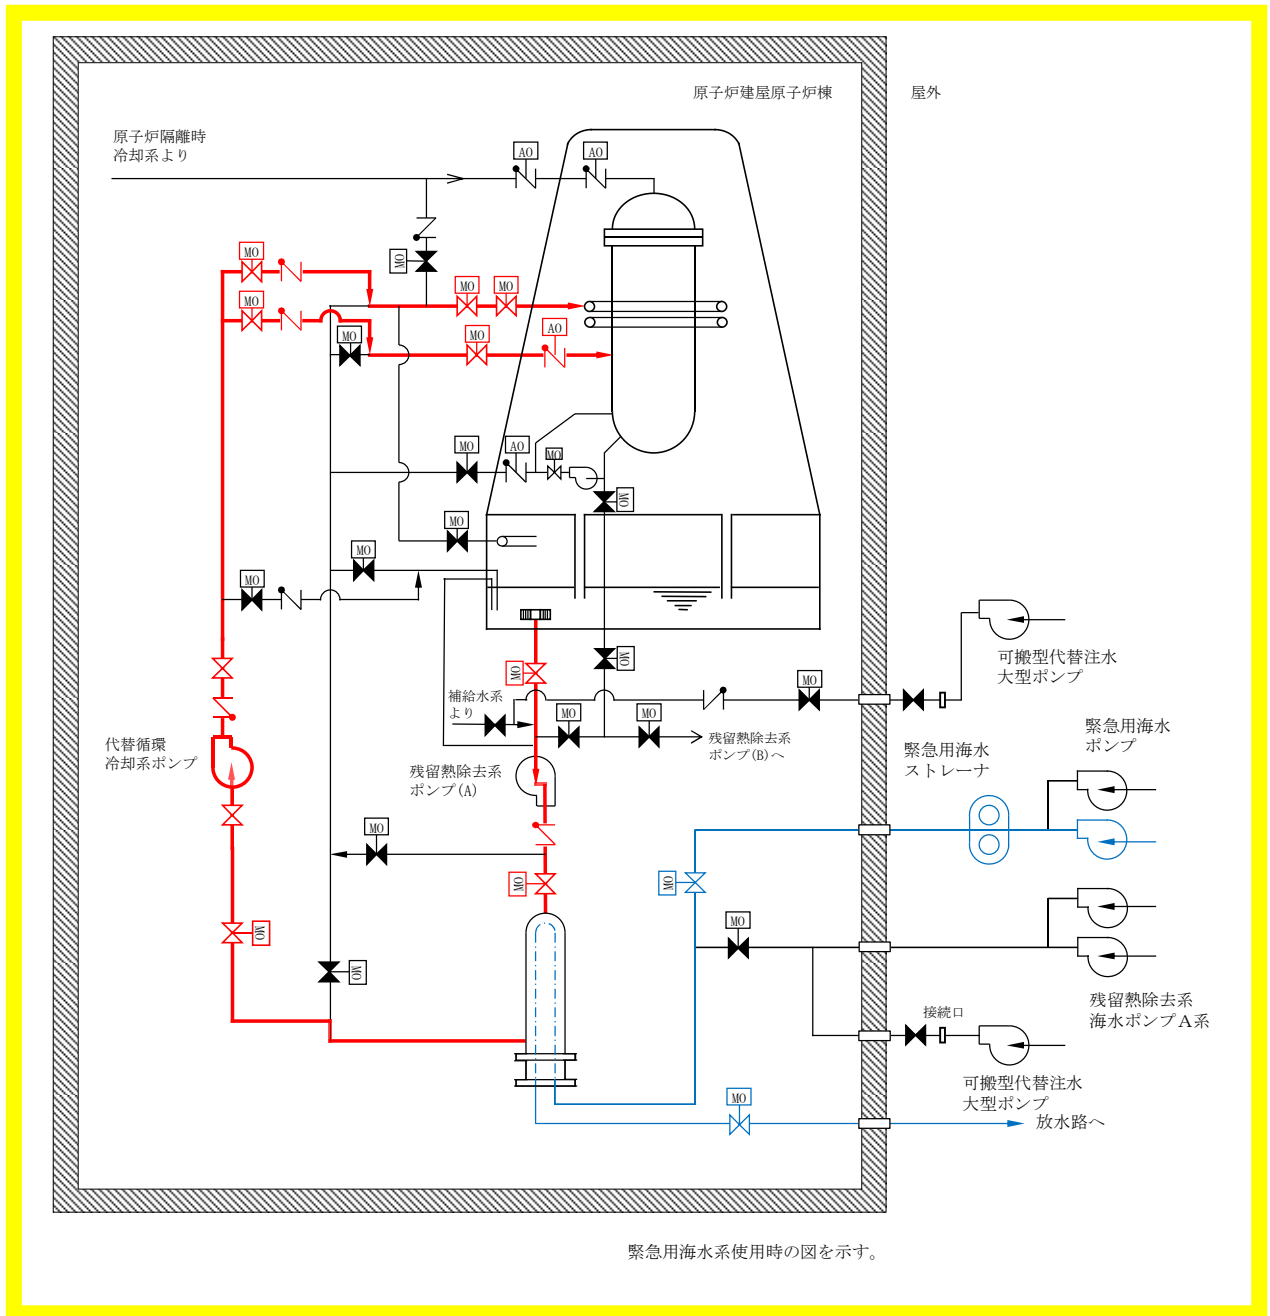 原子炉建屋原子炉棟
屋外
原子炉隔離時
冷却系より
AO
AO
MO
MO
MO
MO
MO
MO
MO
MO
AO
MO
AO
MO
MO
MO
MO
MO
MO
MO
MO
MO
補給水系
より
MO
MO
残留熱除去系
ポンプ(B)へ
可搬型代替注水
大型ポンプ
緊急用海水
ポンプ
緊急用海水
ストレーナ
代替循環
冷却系ポンプ
残留熱除去系
ポンプ(A)
MO
MO
MO
MO
MO
MO
残留熱除去系
海水ポンプA系
接続口
可搬型代替注水
大型ポンプ
MO
放水路へ
緊急用海水系使用時の図を示す。